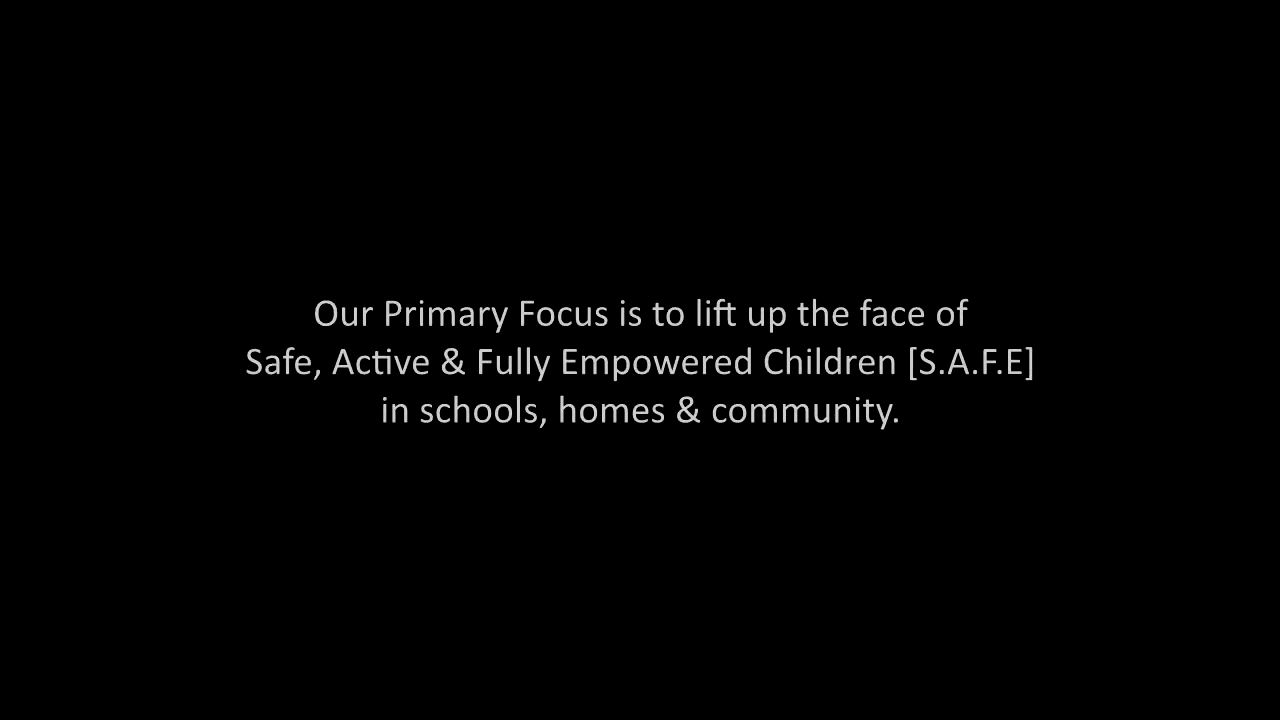 Our Primary Focus is to lift up the face of
Safe, Active & Fully Empowered Children [S.A.F.E]
in schools, homes & community.